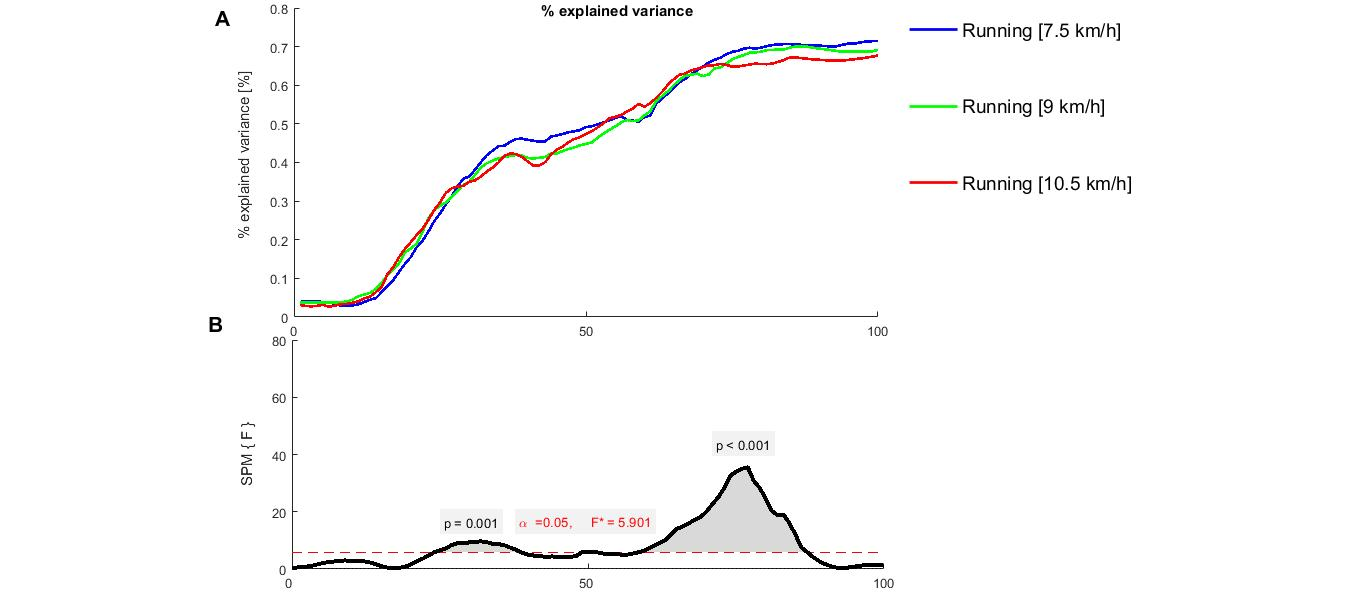 A
% explained variance
% explained variance [%]
0.8
0.7
0.6
0.5
0.4
0.3
0.2
0.1
0
0
50
100
Running [7.5 km/h]
Running [9 km/h]
Running [10.5 km/h]
B
SPM { F }
80
60
40
20
0
p = 0.001
α =0.05, F* = 5.901
p < 0.001
0
50
100